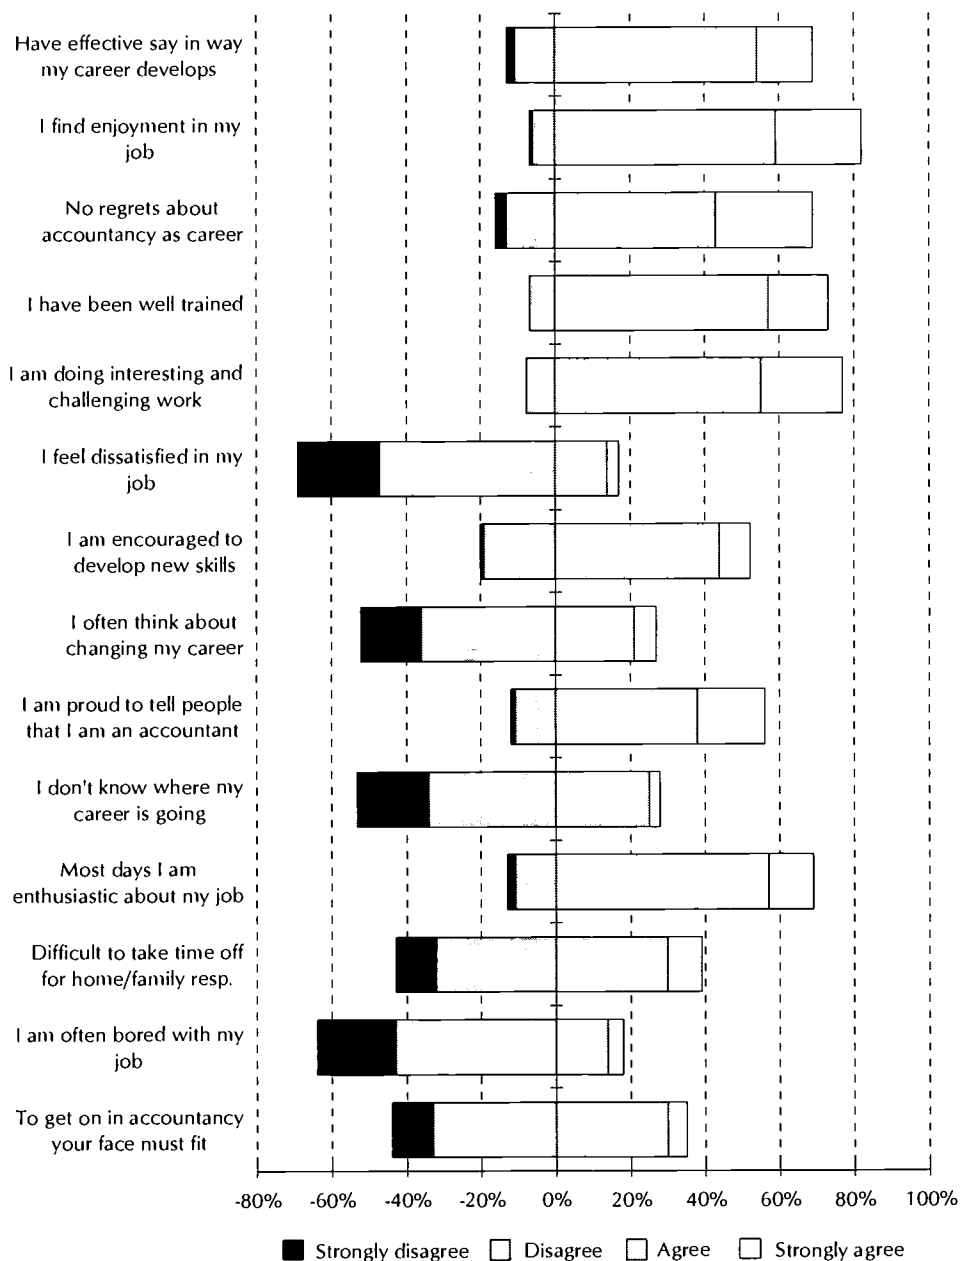 Have effective say in way
my career develops
I find enjoyment in my
job
No regrets about
accountancy as career
I have been well trained
I am doing interesting and
challenging work
I feel dissatisfied in my
job
I am encouraged to
develop new skills
I often think about
changing my career
I am proud to tell people
that I am an accountant
I don't know where my
career is going
Most days I am
enthusiastic about my job
Difficult to take time off
for home/family resp.
I am often bored with my
job
To get on in accountancy
your face must fit
-80% -60% -40% -20% 0% 20% 40% 60% 80% 100%
Strongly disagree Disagree Agree Strongly agree